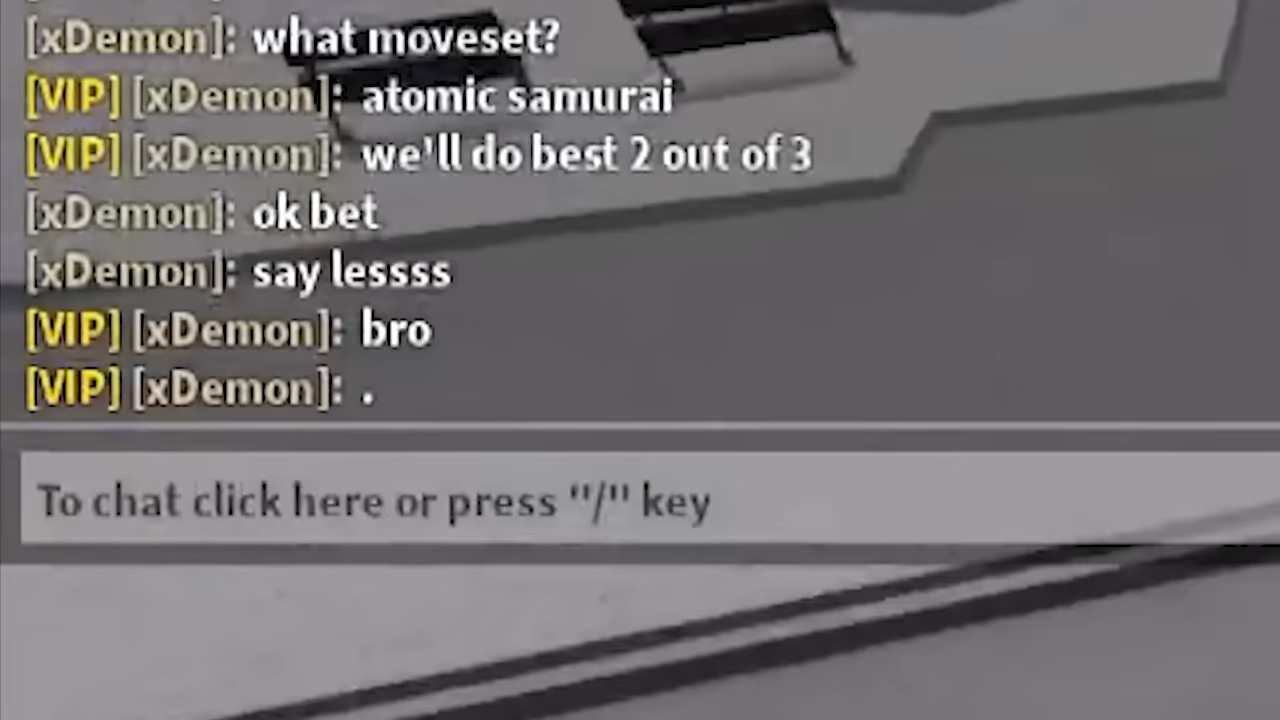 [xDemon]: what moveset?
[VIP] [xDemon]: atomic samurai
[VIP] [xDemon]: we'll do best 2 out of 3
[xDemon]: ok bet
[xDemon]: say lessss
[VIP] [xDemon]: bro
[VIP] [xDemon]: .
To chat click here or press "/" key